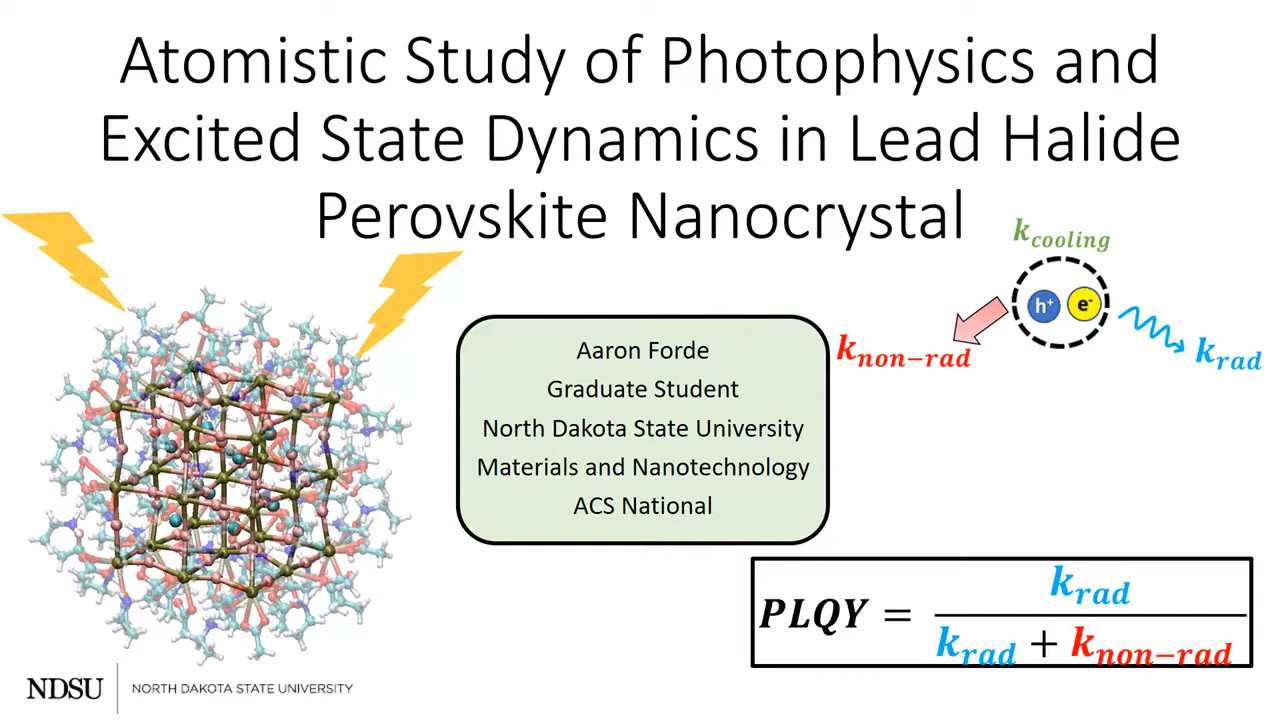 Atomistic Study of Photophysics and
Excited State Dynamics in Lead Halide
Perovskite Nanocrystal
k_cooling
h⁺ e⁻
k_non-rad
k_rad
Aaron Forde
Graduate Student
North Dakota State University
Materials and Nanotechnology
ACS National
PLQY = k_rad / (k_rad + k_non-rad)
NDSU | NORTH DAKOTA STATE UNIVERSITY